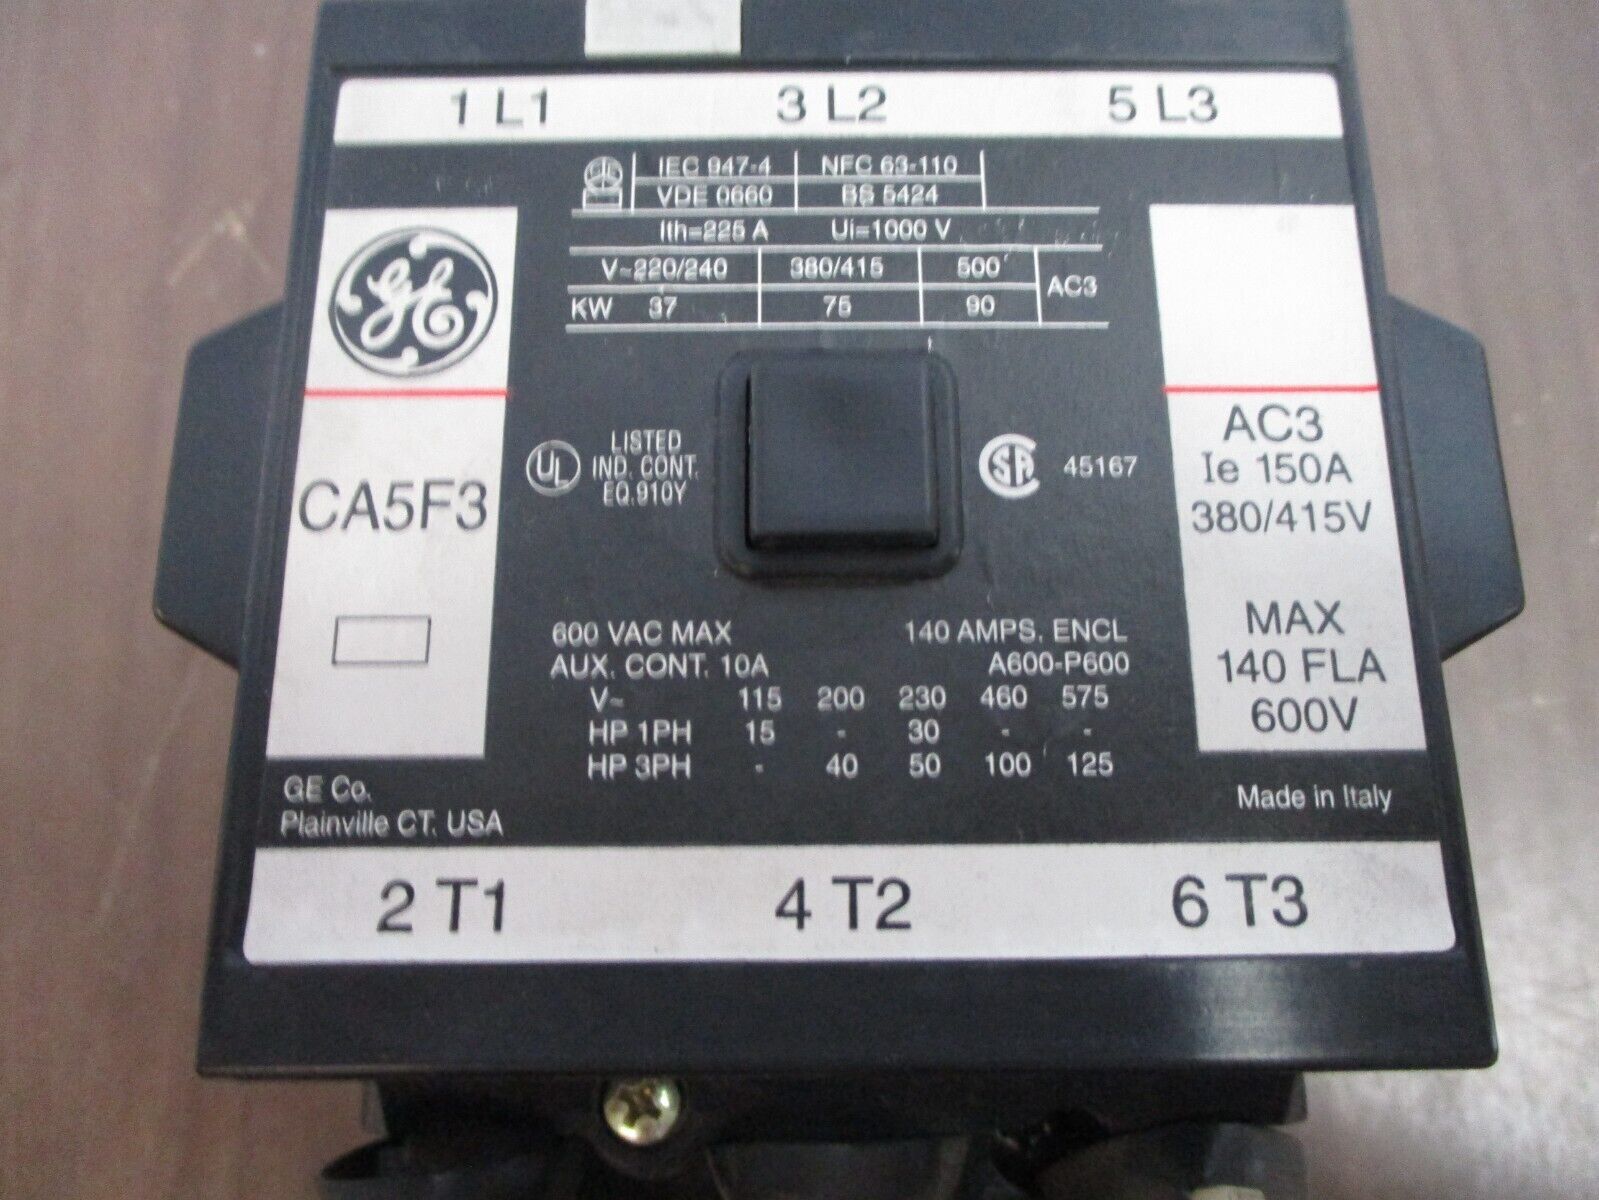 1 L1 3 L2 5 L3
IEC 947-4 NFC 63-110
VDE 0660 BS 5424
Ith=225 A Ui=1000 V
V~220/240 380/415 500 AC3
KW 37 75 90
GE
CA5F3
UL LISTED
IND. CONT.
EQ.910Y
SA 45167
AC3
Ie 150A
380/415V
MAX
140 FLA
600V
600 VAC MAX 140 AMPS. ENCL
AUX. CONT. 10A A600-P600
V~ 115 200 230 460 575
HP 1PH 15 - 30 - -
HP 3PH - 40 50 100 125
GE Co.
Plainville CT. USA
Made in Italy
2 T1 4 T2 6 T3